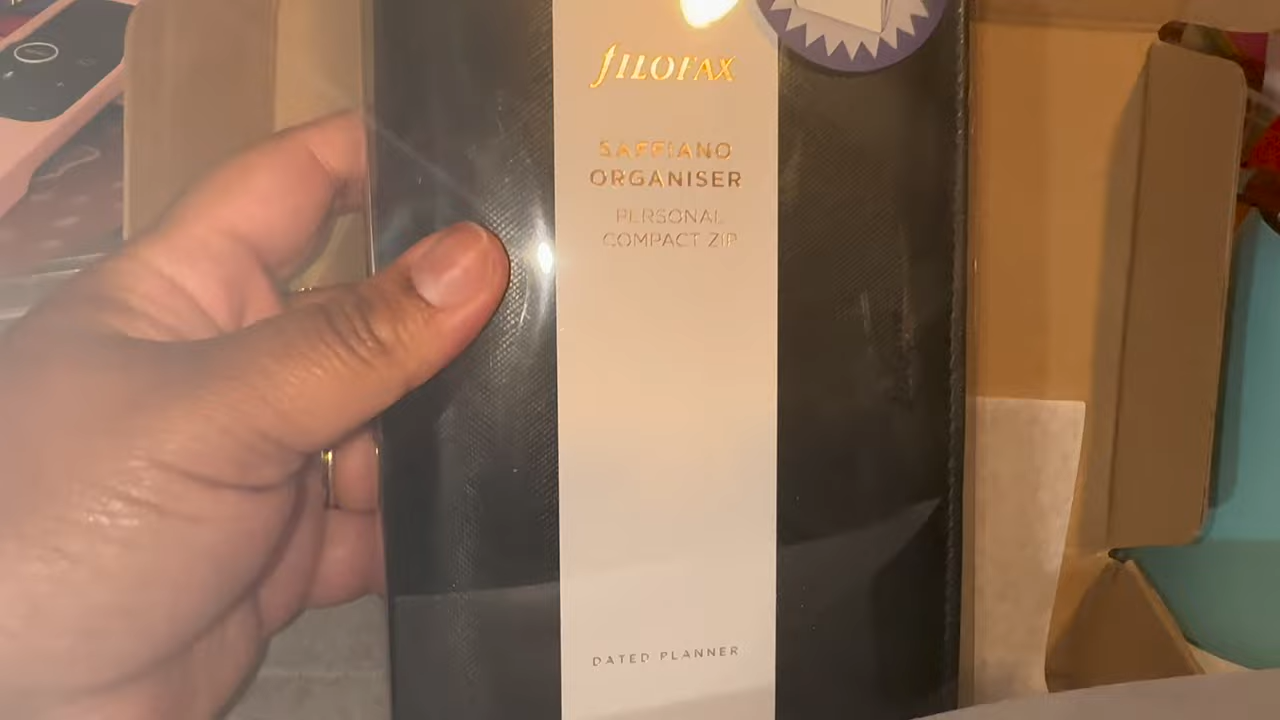 fILOFAX
SAFFIANO
ORGANISER
PERSONAL
COMPACT ZIP
DATED PLANNER